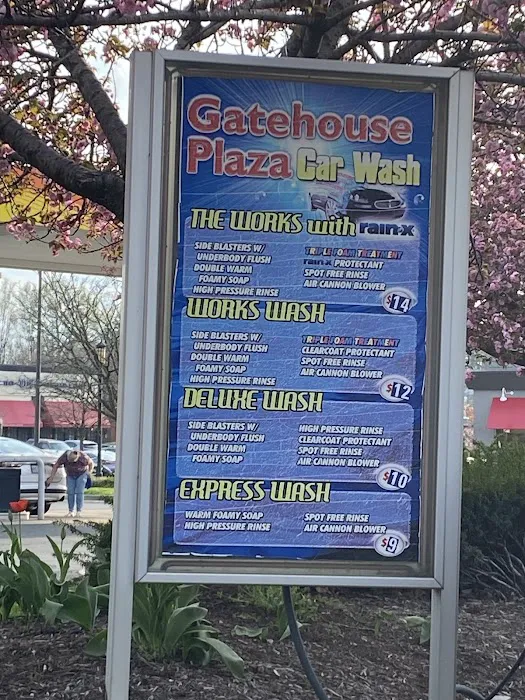 Gatehouse
Plaza Car Wash
THE WORKS with rain-x
SIDE BLASTERS W/
UNDERBODY FLUSH
DOUBLE WARM
FOAMY SOAP
HIGH PRESSURE RINSE
TRIPLE FOAM TREATMENT
rain-x PROTECTANT
SPOT FREE RINSE
AIR CANNON BLOWER
$14
WORKS WASH
SIDE BLASTERS W/
UNDERBODY FLUSH
DOUBLE WARM
FOAMY SOAP
HIGH PRESSURE RINSE
TRIPLE FOAM TREATMENT
CLEARCOAT PROTECTANT
SPOT FREE RINSE
AIR CANNON BLOWER
$12
DELUXE WASH
SIDE BLASTERS W/
UNDERBODY FLUSH
DOUBLE WARM
FOAMY SOAP
HIGH PRESSURE RINSE
CLEARCOAT PROTECTANT
SPOT FREE RINSE
AIR CANNON BLOWER
$10
EXPRESS WASH
WARM FOAMY SOAP
HIGH PRESSURE RINSE
SPOT FREE RINSE
AIR CANNON BLOWER
$9